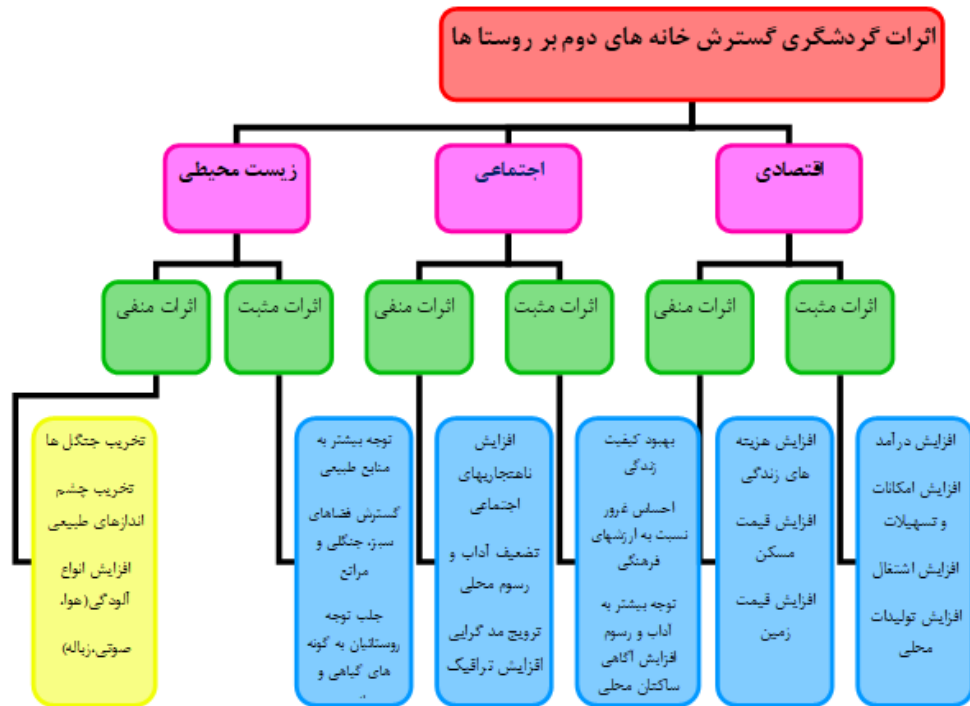 اثرات گردشگری گسترش خانه های دوم بر روستا ها
اقتصادی
اجتماعی
زیست محیطی
اثرات مثبت
اثرات منفی
اثرات مثبت
اثرات منفی
اثرات مثبت
اثرات منفی
افزایش درآمد
افزایش امکانات
و تسهیلات
افزایش اشتغال
افزایش تولیدات
محلی
افزایش هزینه
های زندگی
افزایش قیمت
مسکن
افزایش قیمت
زمین
بهبود کیفیت
زندگی
احساس غرور
نسبت به ارزشهای
فرهنگی
توجه بیشتر به
آداب و رسوم
افزایش آگاهی
ساکنان محلی
افزایش
ناهنجاریهای
اجتماعی
تضعیف آداب و
رسوم محلی
ترویج مد گرایی
افزایش ترافیک
توجه بیشتر به
منابع طبیعی
گسترش فضاهای
سبز، جنگلی و
مراتع
جلب توجه
روستائیان به گونه
های گیاهی و
تخریب جنگل ها
تخریب چشم
اندازهای طبیعی
افزایش انواع
آلودگی(هوا،
صوتی،زباله)